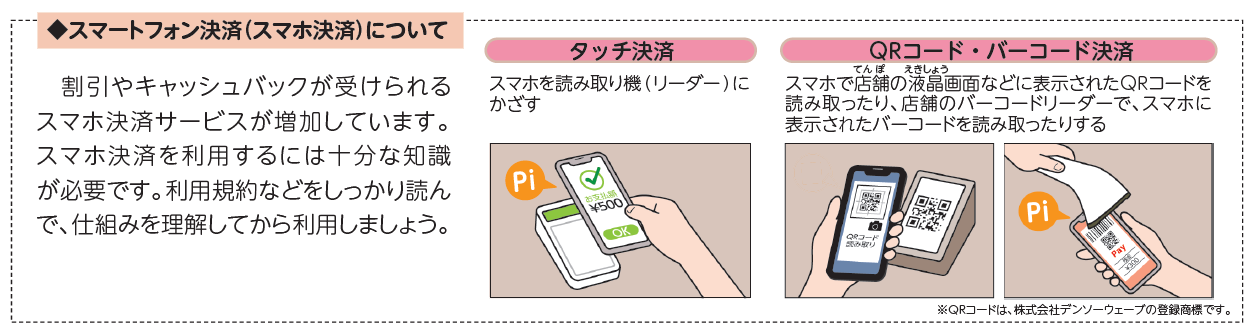 ◆スマートフォン決済（スマホ決済）について
割引やキャッシュバックが受けられる
スマホ決済サービスが増加しています。
スマホ決済を利用するには十分な知識
が必要です。利用規約などをしっかり読ん
で、仕組みを理解してから利用しましょう。
タッチ決済
スマホを読み取り機（リーダー）に
かざす
Pi
お支払額
¥500
OK
QRコード・バーコード決済
てんぽ えきしょう
スマホで店舗の液晶画面などに表示されたQRコードを
読み取ったり、店舗のバーコードリーダーで、スマホに
表示されたバーコードを読み取ったりする
QRコード
読み取り
Pi
Pay
¥300
※QRコードは、株式会社デンソーウェーブの登録商標です。